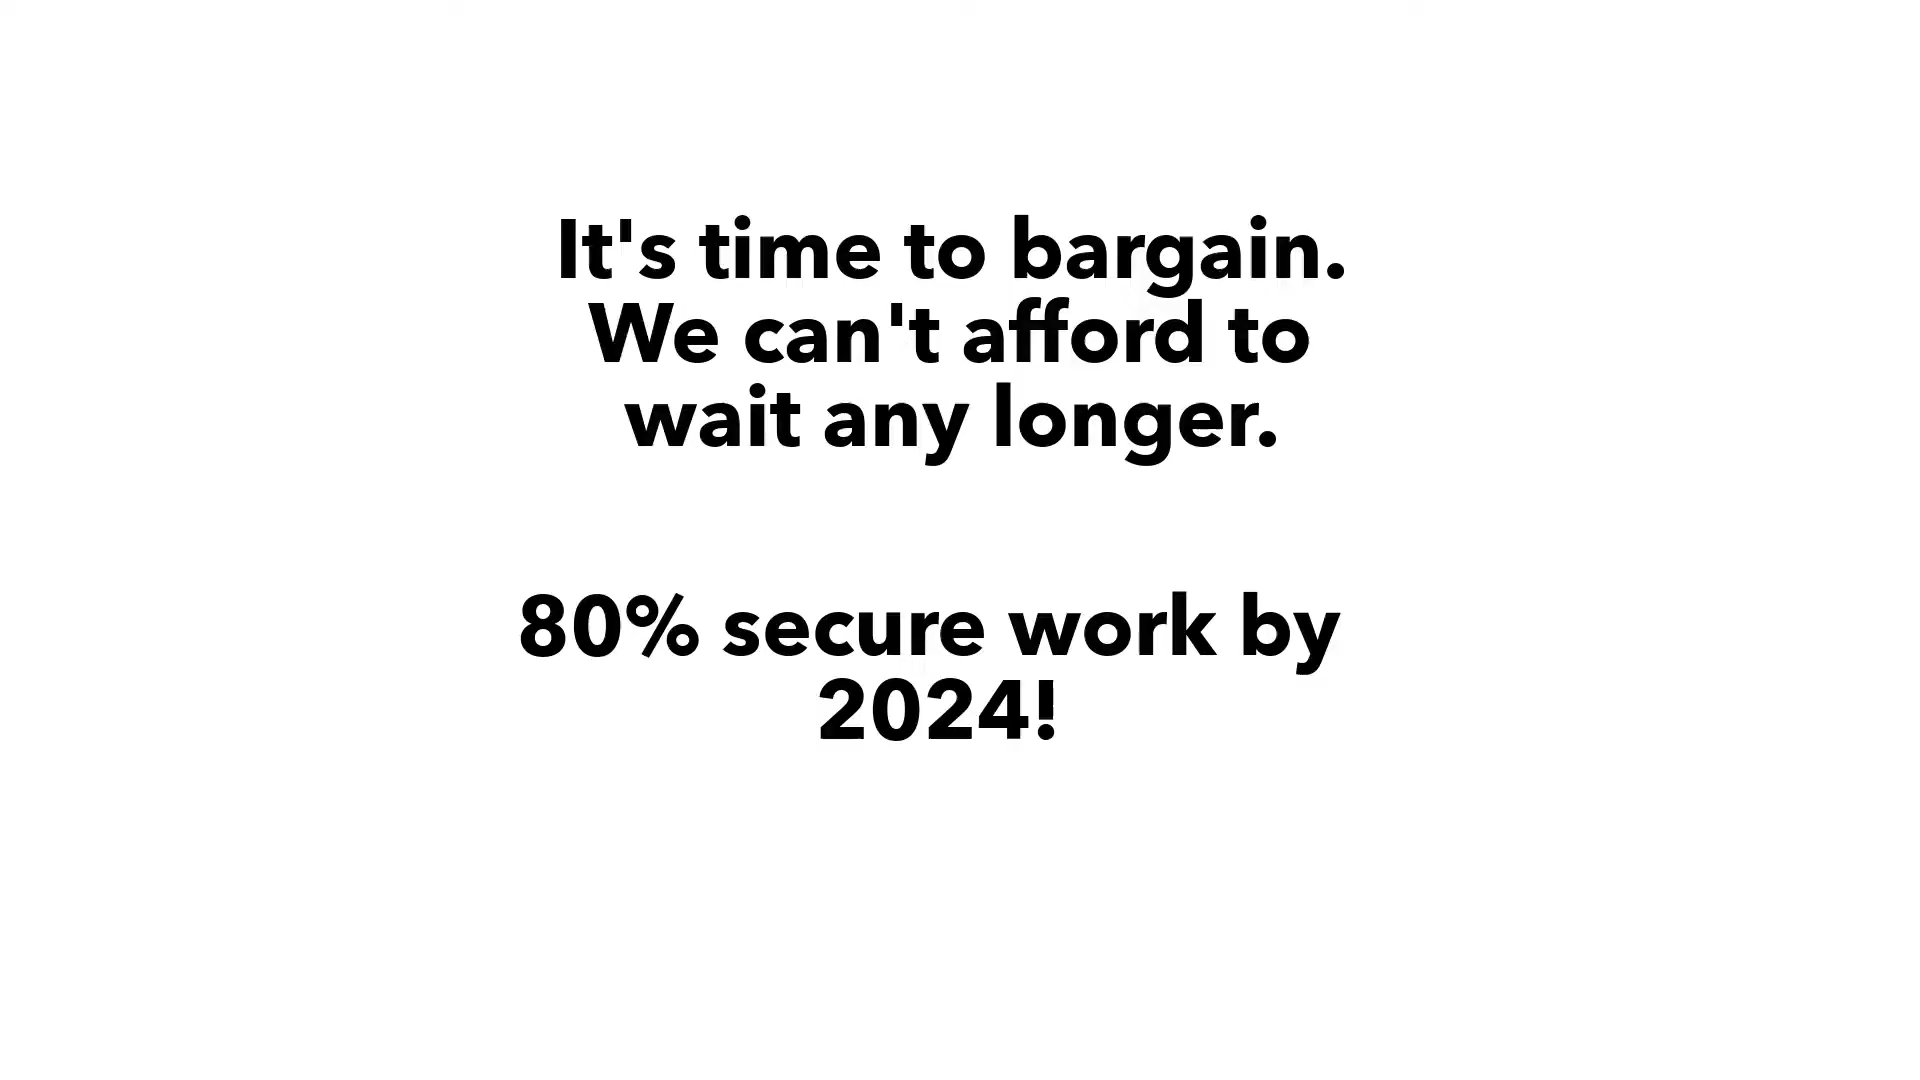 It's time to bargain.
We can't afford to
wait any longer.
80% secure work by
2024!